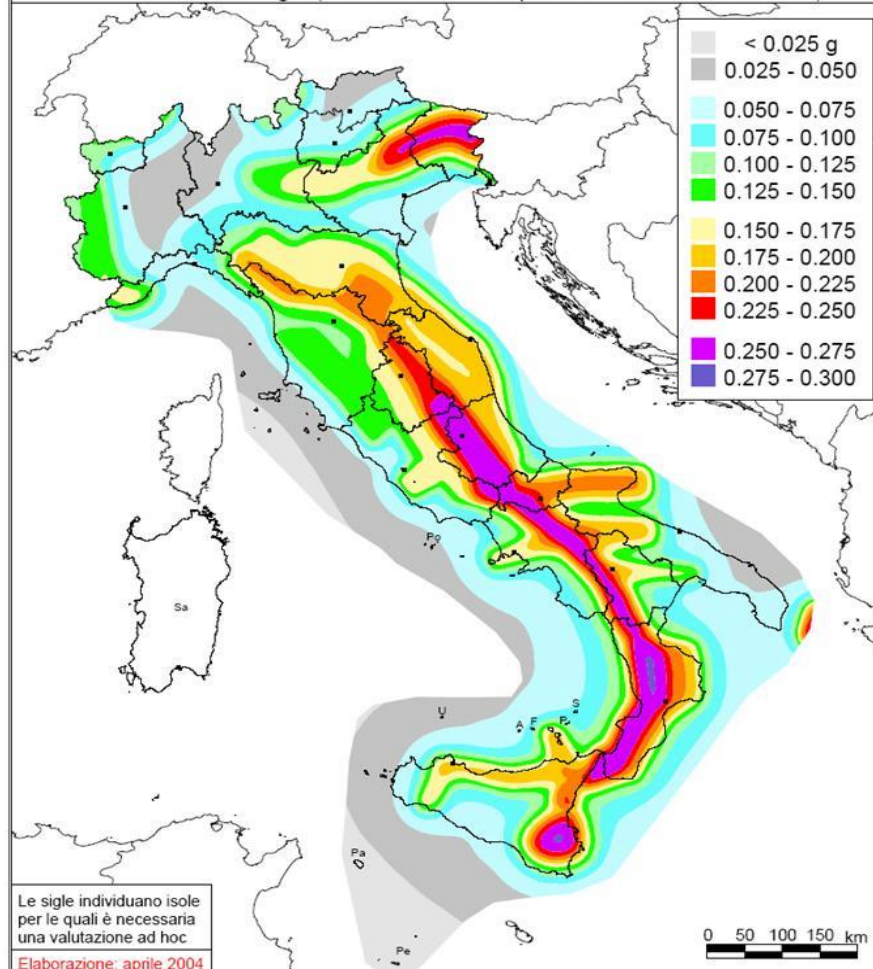 < 0.025 g
0.025 - 0.050
0.050 - 0.075
0.075 - 0.100
0.100 - 0.125
0.125 - 0.150
0.150 - 0.175
0.175 - 0.200
0.200 - 0.225
0.225 - 0.250
0.250 - 0.275
0.275 - 0.300
Po
Sa
U
A
F
P
S
Pa
Pe
Le sigle individuano isole
per le quali è necessaria
una valutazione ad hoc
Elaborazione: aprile 2004
0 50 100 150 km